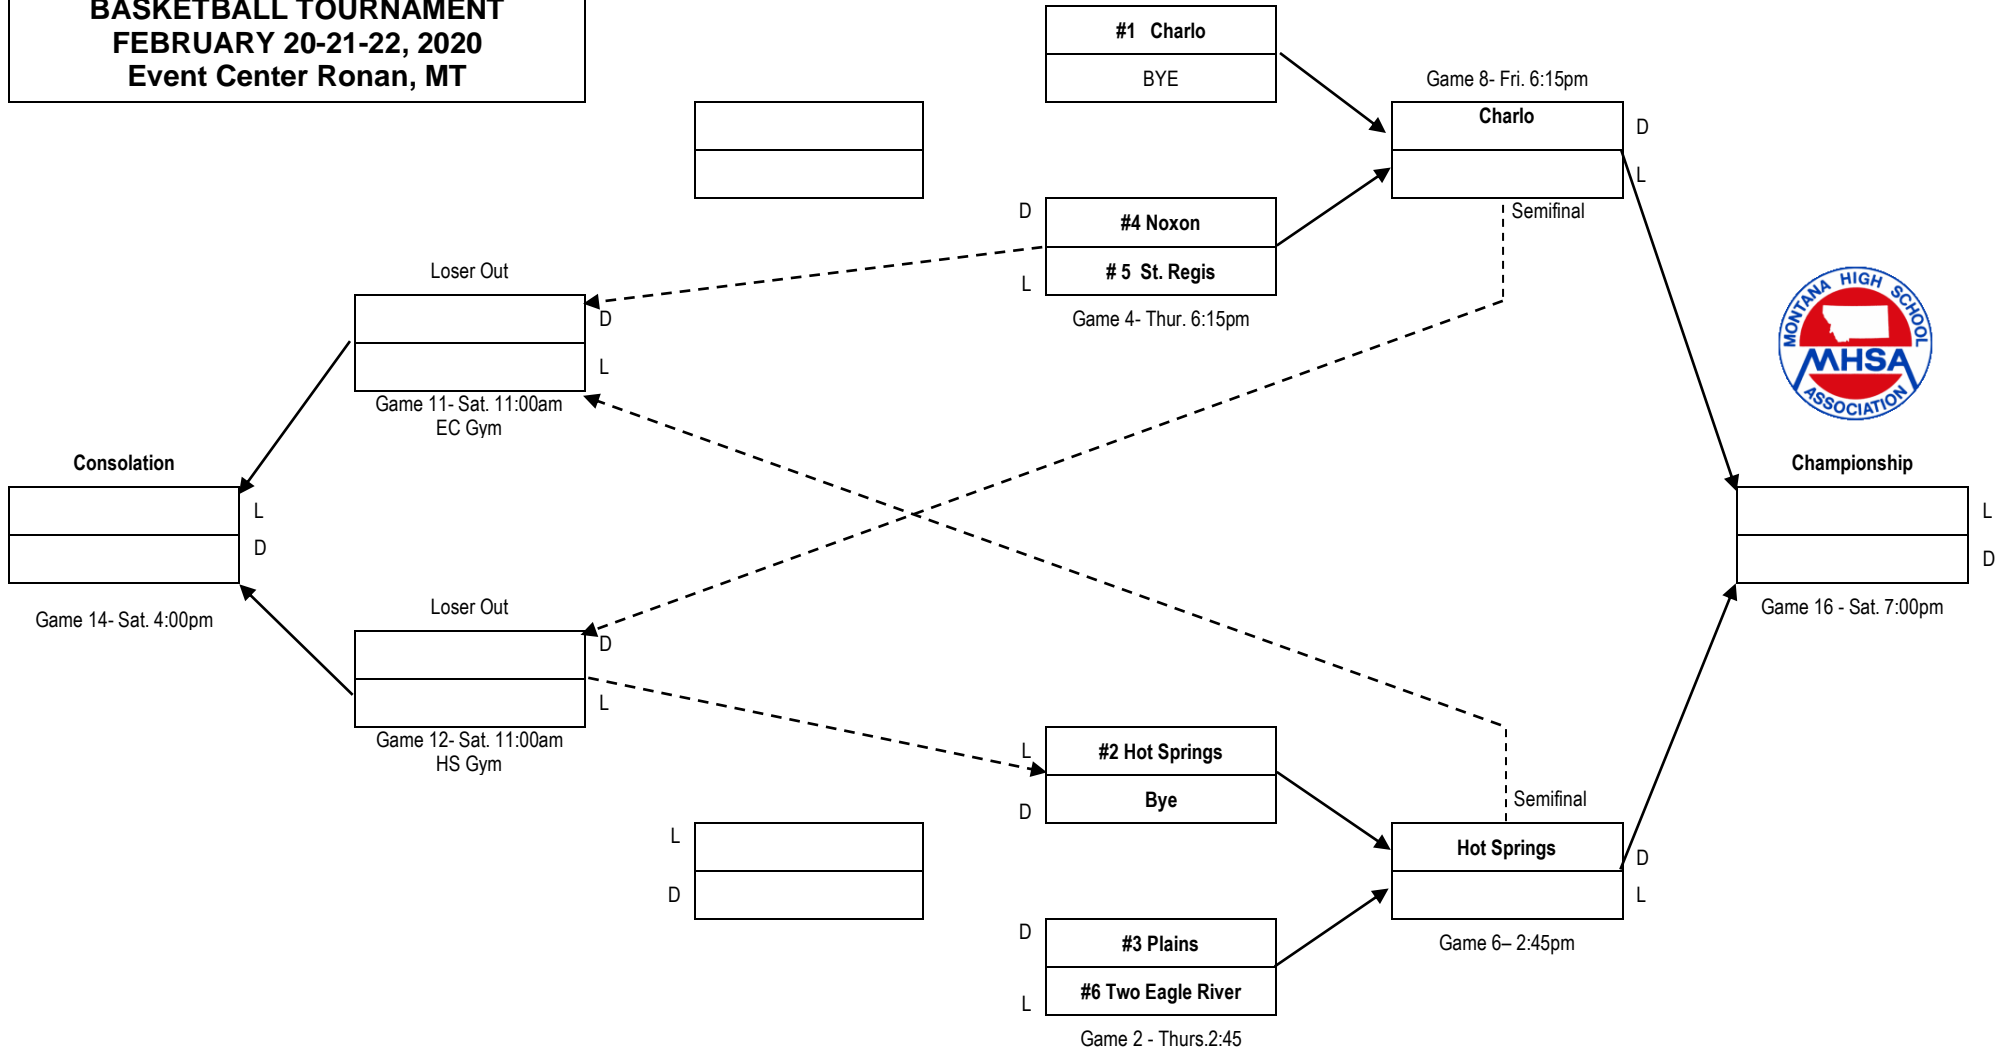 BASKETBALL TOURNAMENT
FEBRUARY 20-21-22, 2020
Event Center Ronan, MT
#1 Charlo
BYE
Game 8- Fri. 6:15pm
Charlo
D
L
Semifinal
D
#4 Noxon
# 5 St. Regis
L
Game 4- Thur. 6:15pm
Loser Out
D
L
Game 11- Sat. 11:00am
EC Gym
MONTANA HIGH SCHOOL
MHSA
ASSOCIATION
Consolation
L
D
Game 14- Sat. 4:00pm
Championship
L
D
Game 16 - Sat. 7:00pm
Loser Out
D
L
Game 12- Sat. 11:00am
HS Gym
L
#2 Hot Springs
Bye
D
Semifinal
L
D
Hot Springs
D
L
Game 6– 2:45pm
D
#3 Plains
#6 Two Eagle River
L
Game 2 - Thurs.2:45